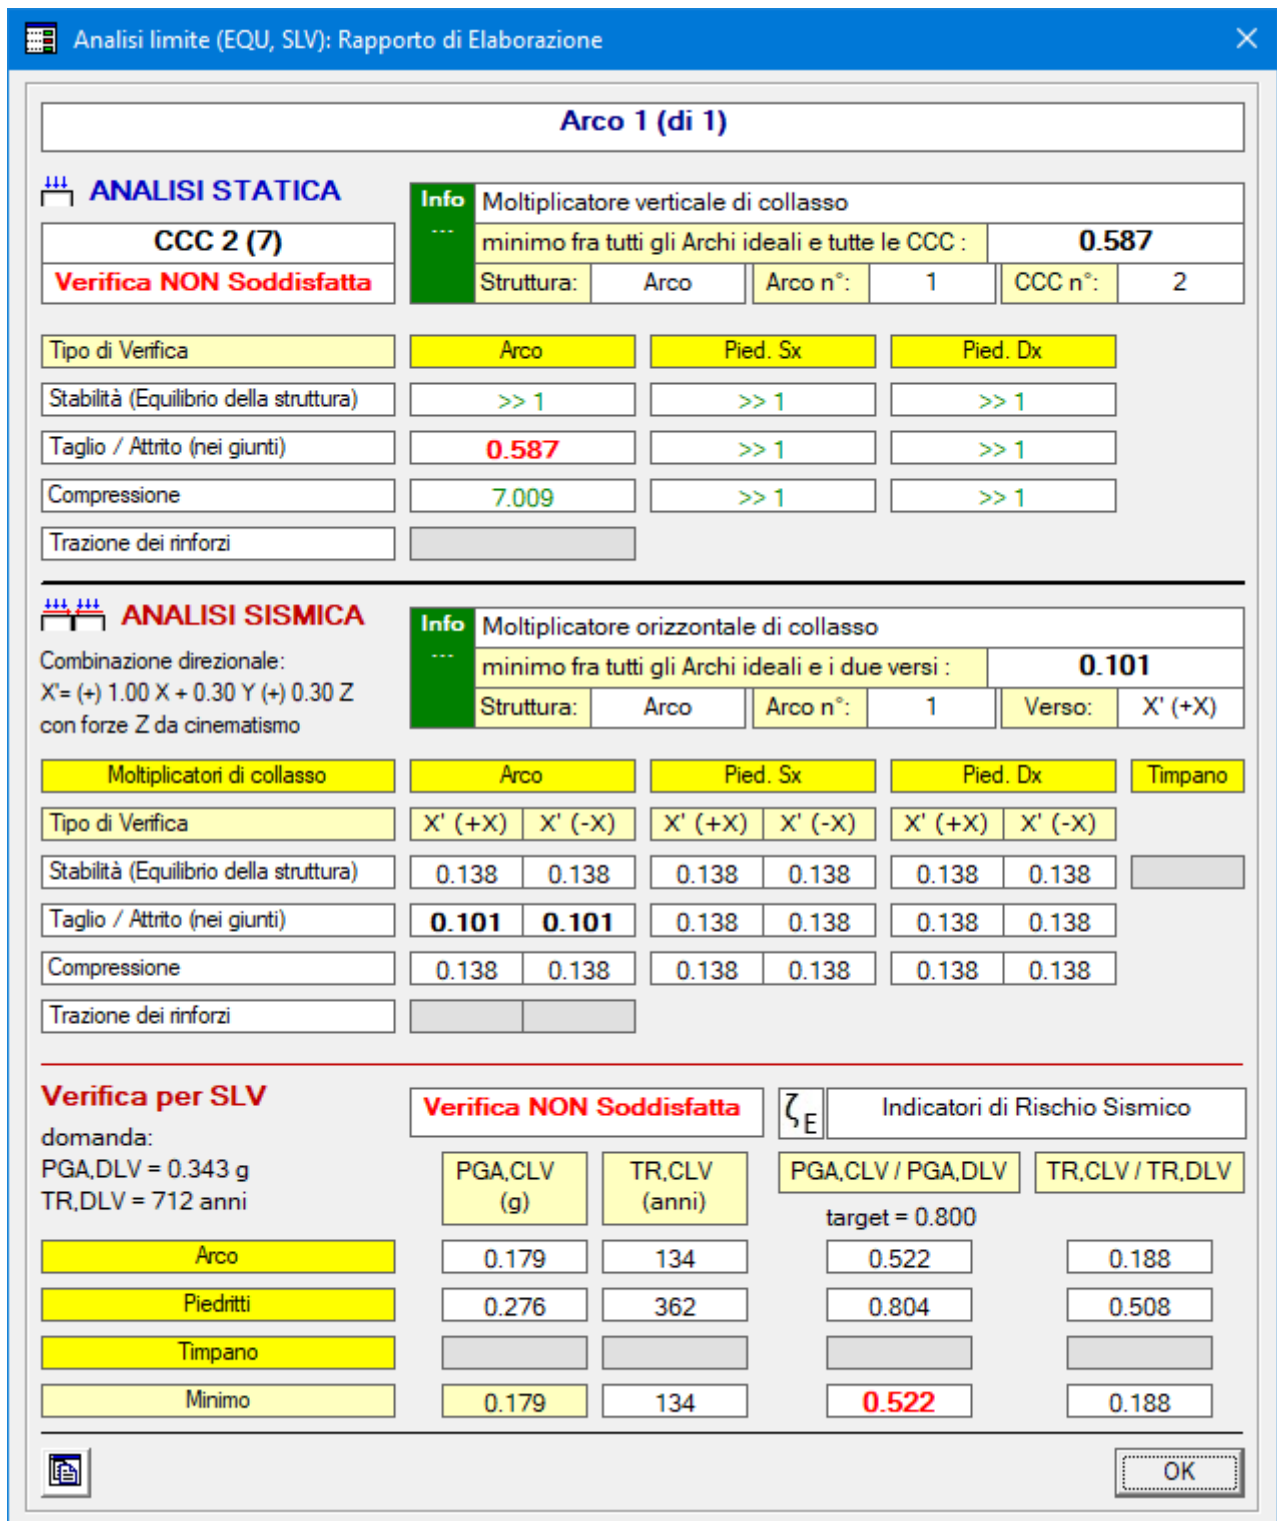 Analisi limite (EQU, SLV): Rapporto di Elaborazione
Arco 1 (di 1)
ANALISI STATICA
CCC 2 (7)
Verifica NON Soddisfatta
Info
---
Moltiplicatore verticale di collasso
minimo fra tutti gli Archi ideali e tutte le CCC : 0.587
Struttura: Arco Arco n°: 1 CCC n°: 2
Tipo di Verifica Arco Pied. Sx Pied. Dx
Stabilità (Equilibrio della struttura) >> 1 >> 1 >> 1
Taglio / Attrito (nei giunti) 0.587 >> 1 >> 1
Compressione 7.009 >> 1 >> 1
Trazione dei rinforzi
ANALISI SISMICA
Combinazione direzionale:
X'= (+) 1.00 X + 0.30 Y (+) 0.30 Z
con forze Z da cinematismo
Info
---
Moltiplicatore orizzontale di collasso
minimo fra tutti gli Archi ideali e i due versi : 0.101
Struttura: Arco Arco n°: 1 Verso: X' (+X)
Moltiplicatori di collasso Arco Pied. Sx Pied. Dx Timpano
Tipo di Verifica X' (+X) X' (-X) X' (+X) X' (-X) X' (+X) X' (-X)
Stabilità (Equilibrio della struttura) 0.138 0.138 0.138 0.138 0.138 0.138
Taglio / Attrito (nei giunti) 0.101 0.101 0.138 0.138 0.138 0.138
Compressione 0.138 0.138 0.138 0.138 0.138 0.138
Trazione dei rinforzi
Verifica per SLV
domanda:
PGA,DLV = 0.343 g
TR,DLV = 712 anni
Verifica NON Soddisfatta
ζE Indicatori di Rischio Sismico
PGA,CLV (g)
TR,CLV (anni)
PGA,CLV / PGA,DLV
TR,CLV / TR,DLV
target = 0.800
Arco 0.179 134 0.522 0.188
Piedritti 0.276 362 0.804 0.508
Timpano
Minimo 0.179 134 0.522 0.188
OK